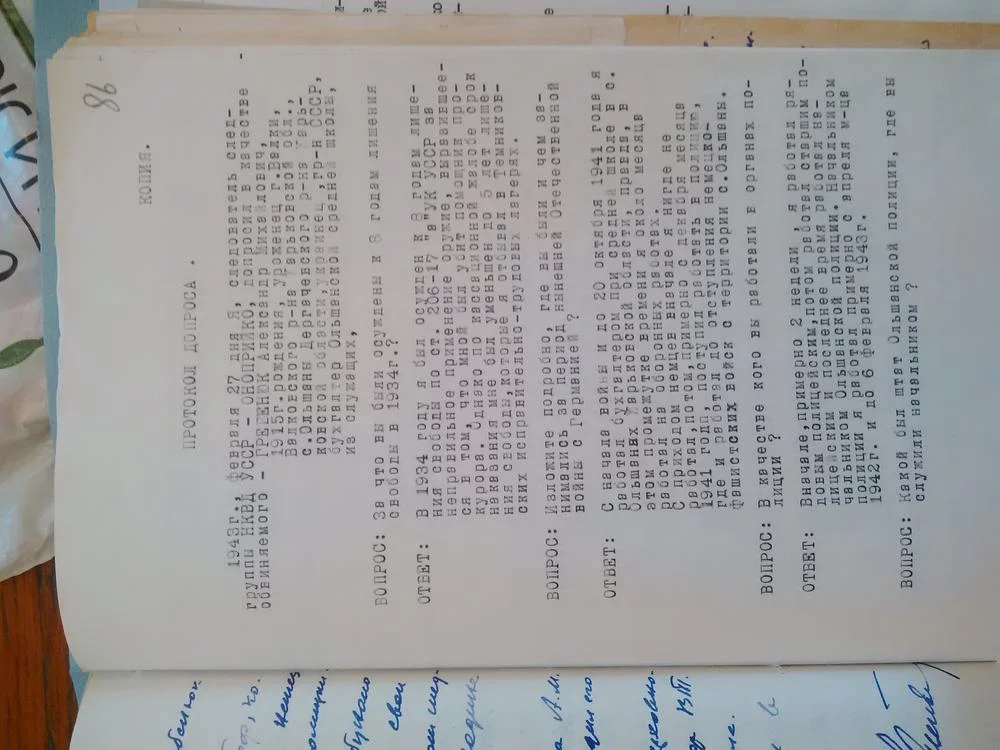 86
КОПИЯ.
ПРОТОКОЛ ДОПРОСА .
1943г. февраля 27 дня я, следователь след-
группы НКВД УССР - ОНОПРИЙКО, допросил в качестве
обвиняемого - ГРЕБЕНЮК Александр Михайлович,
1915г.рождения, уроженец г.Валки,
Валковского р-на Харьковской обл.,
с.Ольшаны Дергачевского р-на Харь-
ковской области,украинец,гр-н СССР,
бухгалтер Ольшанской средней школы,
из служащих,
ВОПРОС: За что вы были осуждены к 8 годам лишения
свободы в 1934г.?
ОТВЕТ: В 1934 году я был осужден к 8 годам лише-
ния свободы по ст. 206-17 "а"УК УССР за
неправильное применение оружие, выразившее-
ся в том, что мной был убит помощник про-
курора. Однако по кассационной жалобе срок
наказания мне был уменьшен до 5 лет лише-
ния свободы,которые я отбывал в Темников-
ских исправительно-трудовых лагерях.
ВОПРОС: Изложите подробно, где вы были и чем за-
нимались за период нынешней Отечественной
войны с Германией ?
ОТВЕТ: С начала войны и до 20 октября 1941 года я
работал бухгалтером при средней школе в с.
Ольшанах Харьковской области, правда, в
этом промежутке времени я около месяца
работал на оборонных работах.
С приходом немцев вначале нигде не
работал,потом, примерно с декабря месяца
1941 года, поступил работать в полицию,
где и работал до отступления немецко-
фашистских войск с территории с.Ольшаны.
ВОПРОС: В качестве кого вы работали в органах по-
лиции ?
ОТВЕТ: Вначале,примерно 2 недели , я работал ря-
довым полицейским,потом работал старшим по-
лицейским и последнее время работал на-
чальником Ольшанской полиции. Начальником
полиции я работал примерно с апреля м-ца
1942г. и до 6 февраля 1943г.
ВОПРОС: Какой был штат Ольшанской полиции, где вы
служили начальником ?